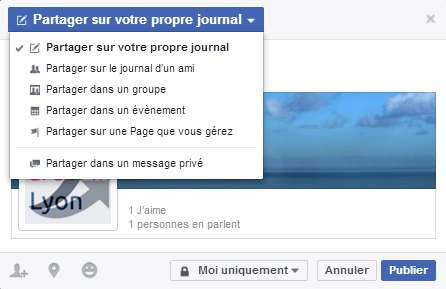 Partager sur votre propre journal
Partager sur votre propre journal
Partager sur le journal d'un ami
Partager dans un groupe
Partager dans un évènement
Partager sur une Page que vous gérez
Partager dans un message privé
Lyon
1 J'aime
1 personnes en parlent
Moi uniquement
Annuler
Publier